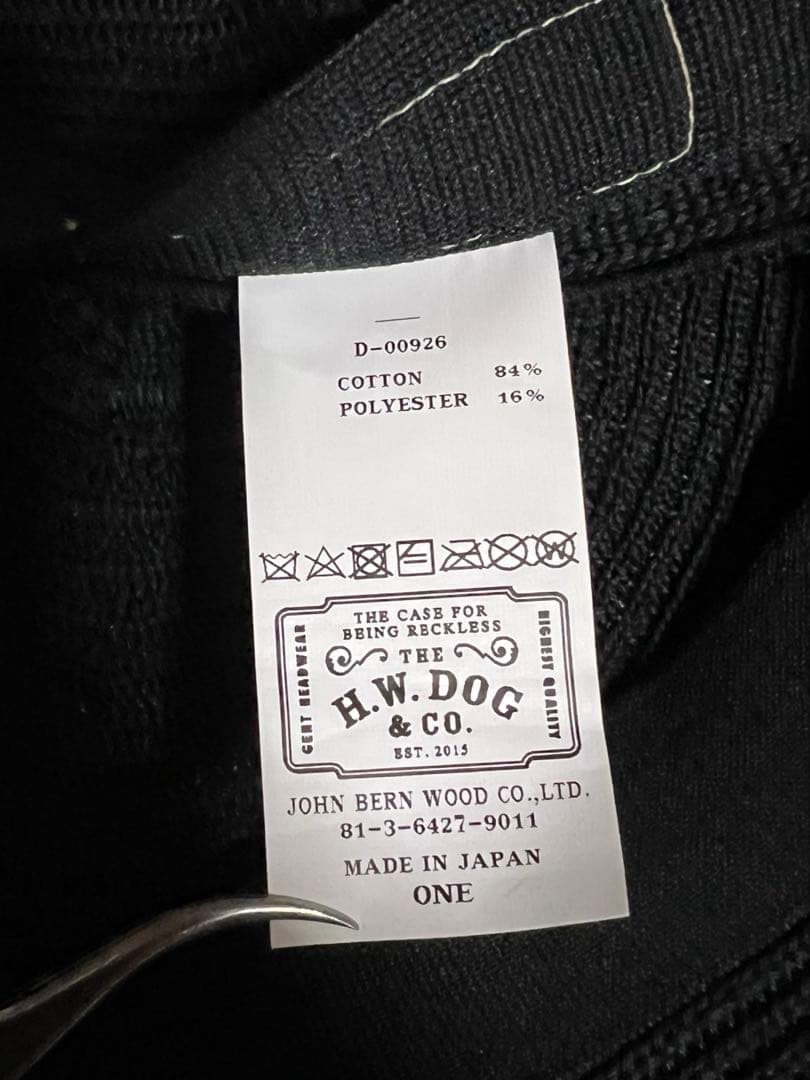 D-00926
COTTON 84%
POLYESTER 16%
THE CASE FOR
BEING RECKLESS
GENT HEADWEAR
THE
H.W. DOG
& CO.
EST. 2015
HIGHEST QUALITY
JOHN BERN WOOD CO.,LTD.
81-3-6427-9011
MADE IN JAPAN
ONE